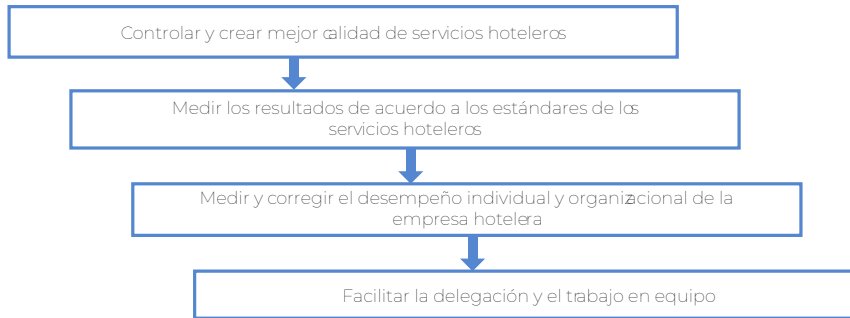 Controlar y crear mejor calidad de servicios hoteleros
Medir los resultados de acuerdo a los estándares de los
servicios hoteleros
Medir y corregir el desempeño individual y organizacional de la
empresa hotelera
Facilitar la delegación y el trabajo en equipo